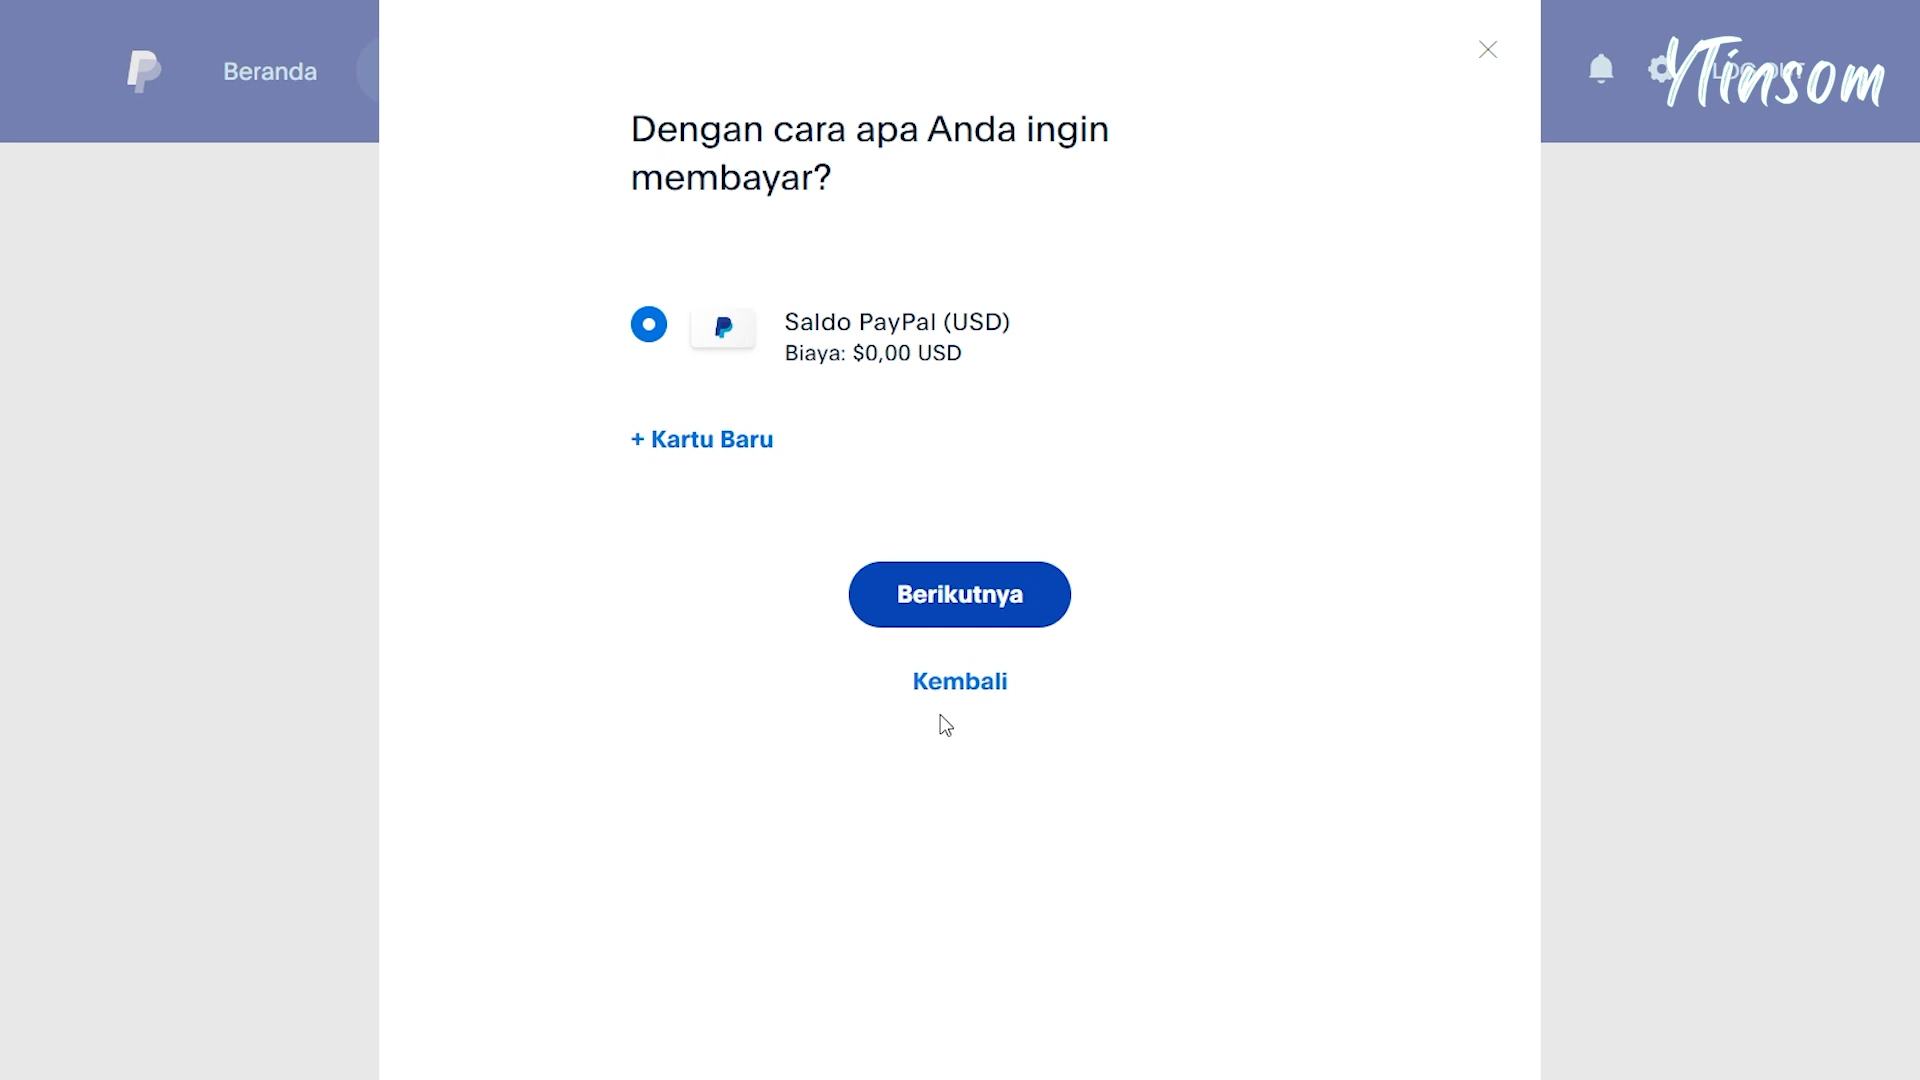 Beranda
YTinsom
Dengan cara apa Anda ingin
membayar?
Saldo PayPal (USD)
Biaya: $0,00 USD
+ Kartu Baru
Berikutnya
Kembali